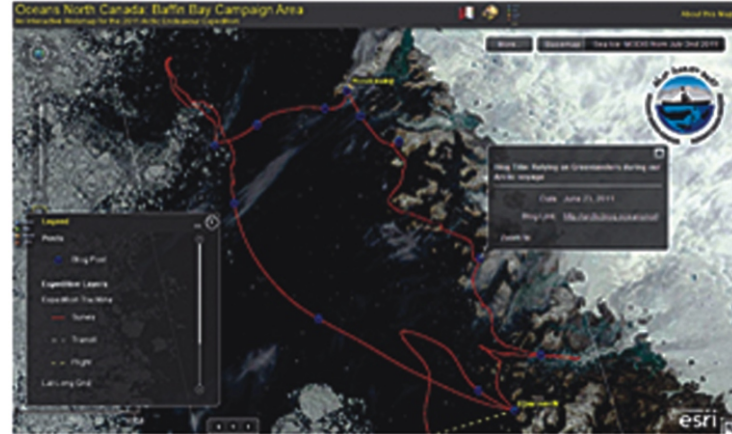 Oceans North Canada: Baffin Bay Campaign Area
An Interactive Webmap for the 2011 Arctic Endeavour Expedition
About this Map
More...
Basemap
Sea Ice: MODIS from July 2nd 2011
Blog Title: Relying on Greenlanders during our
Arctic voyage
Date: June 23, 2011
Blog Link:
Zoom to
Legend
Points
Blog Post
Expedition Layers
Expedition Tracklines
Survey
Transit
Flight
Lat Long Grid
esri